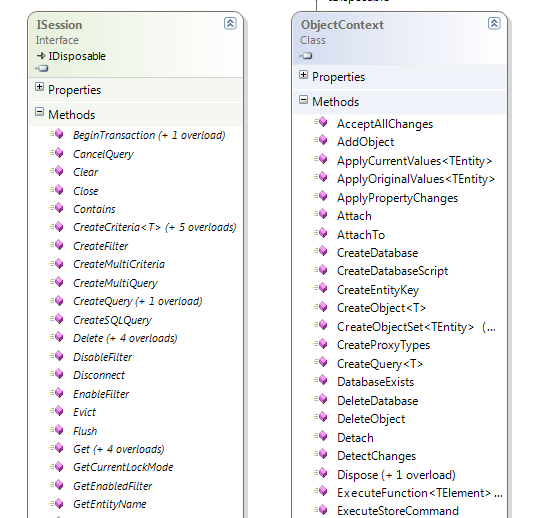 ISession
Interface
IDisposable
Properties
Methods
BeginTransaction (+ 1 overload)
CancelQuery
Clear
Close
Contains
CreateCriteria<T> (+ 5 overloads)
CreateFilter
CreateMultiCriteria
CreateMultiQuery
CreateQuery (+ 1 overload)
CreateSQLQuery
Delete (+ 4 overloads)
DisableFilter
Disconnect
EnableFilter
Evict
Flush
Get (+ 4 overloads)
GetCurrentLockMode
GetEnabledFilter
GetEntityName
ObjectContext
Class
Properties
Methods
AcceptAllChanges
AddObject
ApplyCurrentValues<TEntity>
ApplyOriginalValues<TEntity>
ApplyPropertyChanges
Attach
AttachTo
CreateDatabase
CreateDatabaseScript
CreateEntityKey
CreateObject<T>
CreateObjectSet<TEntity> (...
CreateProxyTypes
CreateQuery<T>
DatabaseExists
DeleteDatabase
DeleteObject
Detach
DetectChanges
Dispose (+ 1 overload)
ExecuteFunction<TElement> ...
ExecuteStoreCommand